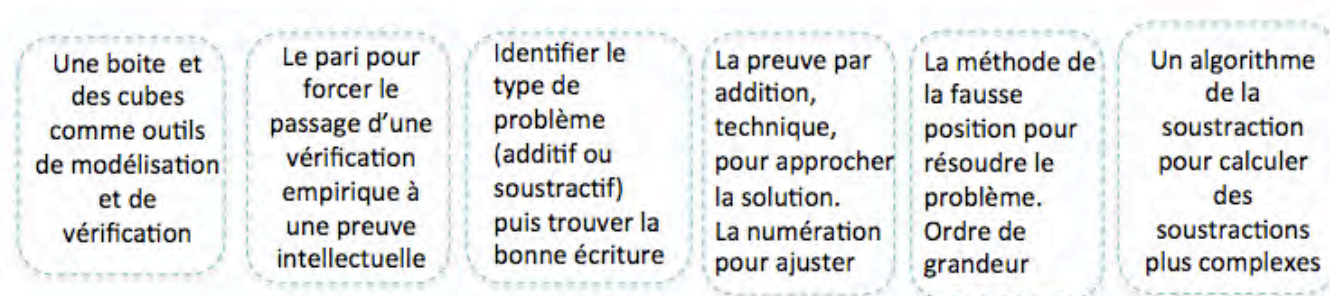 Une boite et
des cubes
comme outils
de modélisation
et de
vérification
Le pari pour
forcer le
passage d'une
vérification
empirique à
une preuve
intellectuelle
Identifier le
type de
problème
(additif ou
soustractif)
puis trouver la
bonne écriture
La preuve par
addition,
technique,
pour approcher
la solution.
La numération
pour ajuster
La méthode de
la fausse
position pour
résoudre le
problème.
Ordre de
grandeur
Un algorithme
de la
soustraction
pour calculer
des
soustractions
plus complexes